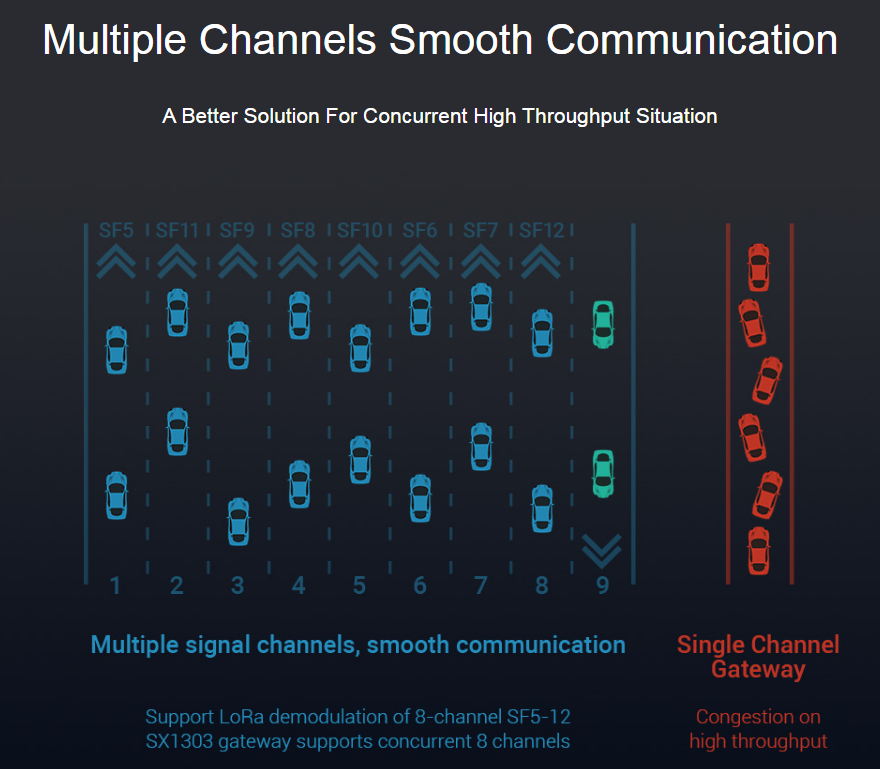 Multiple Channels Smooth Communication
A Better Solution For Concurrent High Throughput Situation
SF5 SF11 SF9 SF8 SF10 SF6 SF7 SF12
1 2 3 4 5 6 7 8 9
Multiple signal channels, smooth communication
Support LoRa demodulation of 8-channel SF5-12
SX1303 gateway supports concurrent 8 channels
Single Channel
Gateway
Congestion on
high throughput